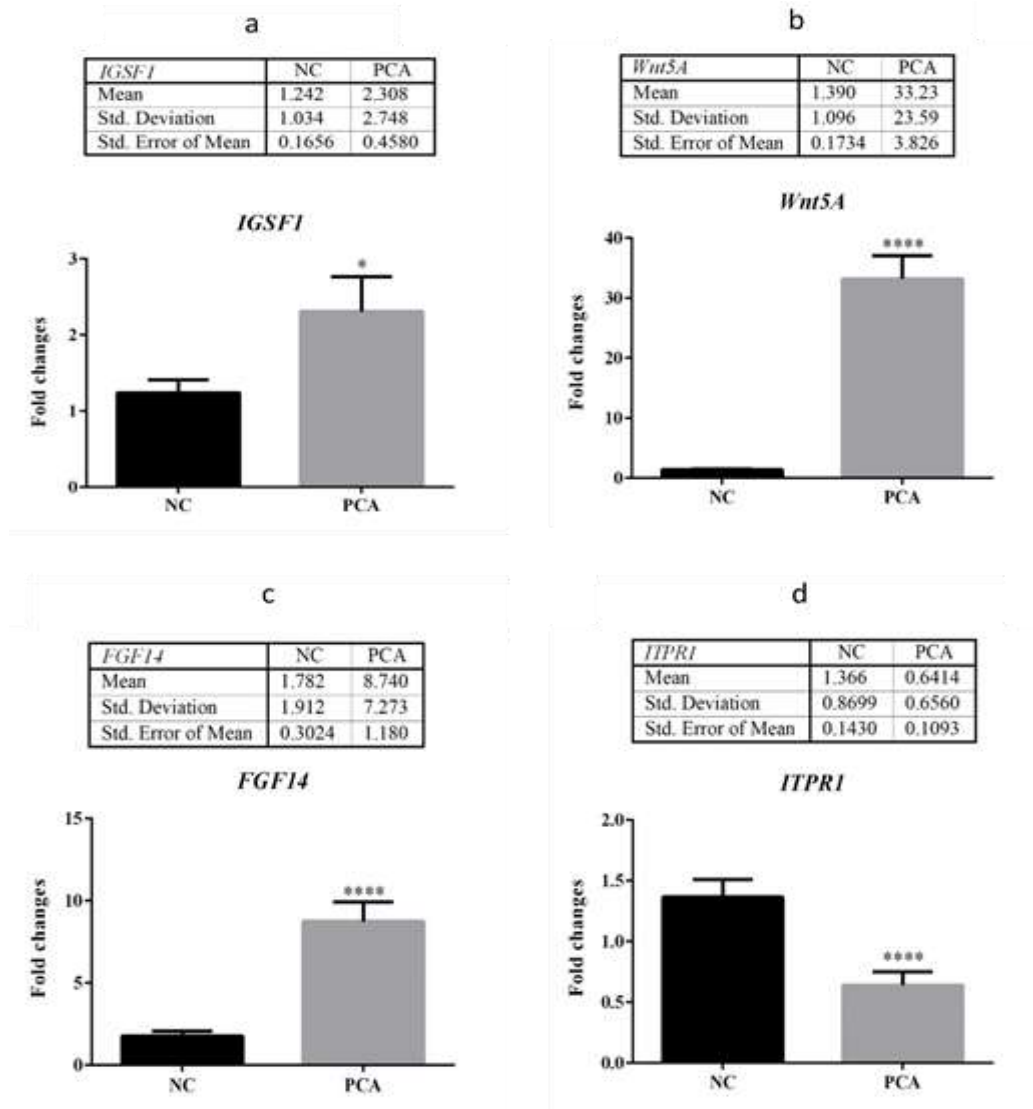 a
IGSF1 NC PCA
Mean 1.242 2.308
Std. Deviation 1.034 2.748
Std. Error of Mean 0.1656 0.4580
IGSF1
Fold changes
3
2
1
0
*
NC PCA
b
Wnt5A NC PCA
Mean 1.390 33.23
Std. Deviation 1.096 23.59
Std. Error of Mean 0.1734 3.826
Wnt5A
Fold changes
40
30
20
10
0
****
NC PCA
c
FGF14 NC PCA
Mean 1.782 8.740
Std. Deviation 1.912 7.273
Std. Error of Mean 0.3024 1.180
FGF14
Fold changes
15
10
5
0
****
NC PCA
d
ITPR1 NC PCA
Mean 1.366 0.6414
Std. Deviation 0.8699 0.6560
Std. Error of Mean 0.1430 0.1093
ITPR1
Fold changes
2.0
1.5
1.0
0.5
0.0
****
NC PCA